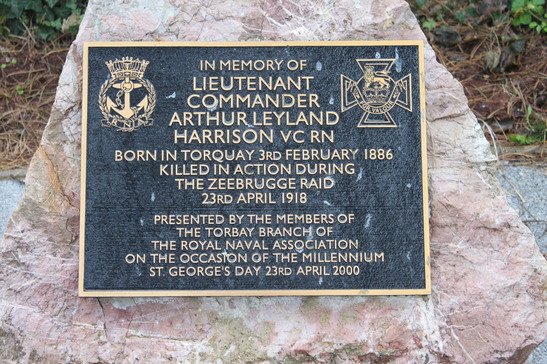 IN MEMORY OF
LIEUTENANT
COMMANDER
ARTHUR LEYLAND
HARRISON VC RN
BORN IN TORQUAY 3RD FEBRUARY 1886
KILLED IN ACTION DURING
THE ZEEBRUGGE RAID
23RD APRIL 1918
PRESENTED BY THE MEMBERS OF
THE TORBAY BRANCH OF
THE ROYAL NAVAL ASSOCIATION
ON THE OCCASION OF THE MILLENNIUM
ST. GEORGE'S DAY 23RD APRIL 2000